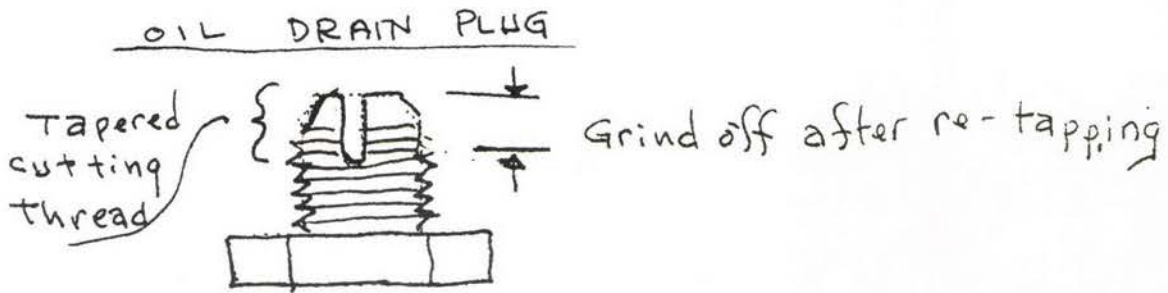 OIL DRAIN PLUG
Tapered
cutting
thread
Grind off after re-tapping